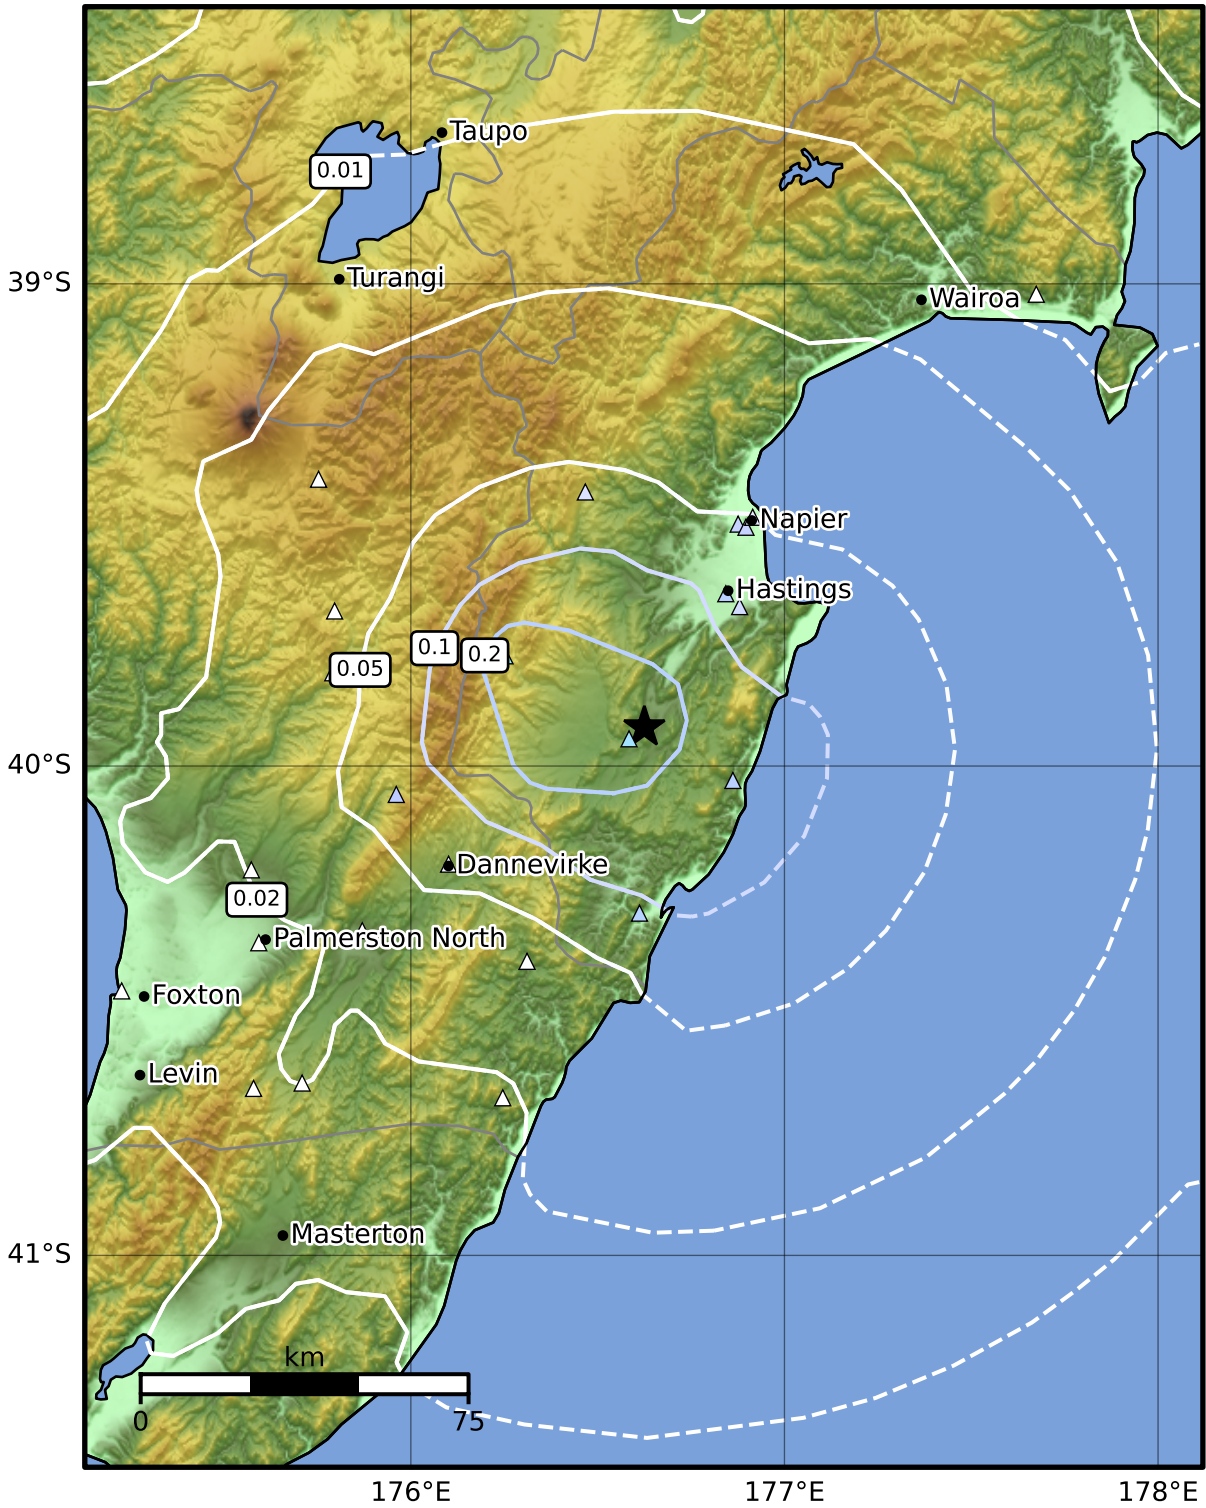 Taupo
0.01
Turangi
39°S
Wairoa
Napier
Hastings
0.1
0.2
0.05
40°S
Dannevirke
0.02
Palmerston North
Foxton
Levin
Masterton
41°S
km
0 75
176°E 177°E 178°E